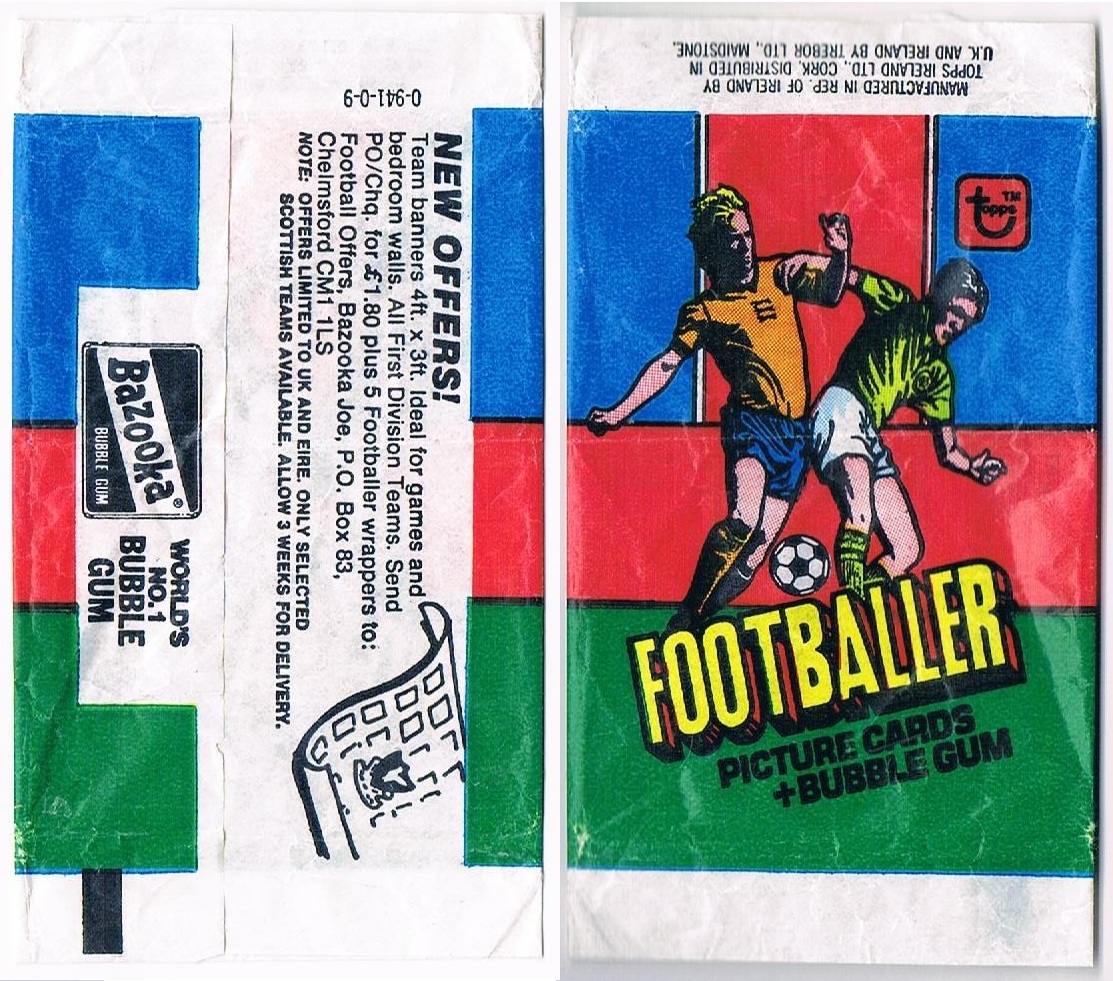 0-941-0-9
NEW OFFERS!
Team banners 4ft. x 3ft. Ideal for games and
bedroom walls. All First Division Teams. Send
PO/Chq. for £1.80 plus 5 Footballer wrappers to:
Football Offers, Bazooka Joe, P.O. Box 83,
Chelmsford CM1 1LS
NOTE: OFFERS LIMITED TO UK AND EIRE. ONLY SELECTED
SCOTTISH TEAMS AVAILABLE. ALLOW 3 WEEKS FOR DELIVERY.
Bazooka®
BUBBLE GUM
WORLD'S
NO.1
BUBBLE
GUM
MANUFACTURED IN REP. OF IRELAND BY
TOPPS IRELAND LTD., CORK. DISTRIBUTED IN
U.K. AND IRELAND BY TREBOR LTD., MAIDSTONE.
topps TM
FOOTBALLER
PICTURE CARDS
+BUBBLE GUM